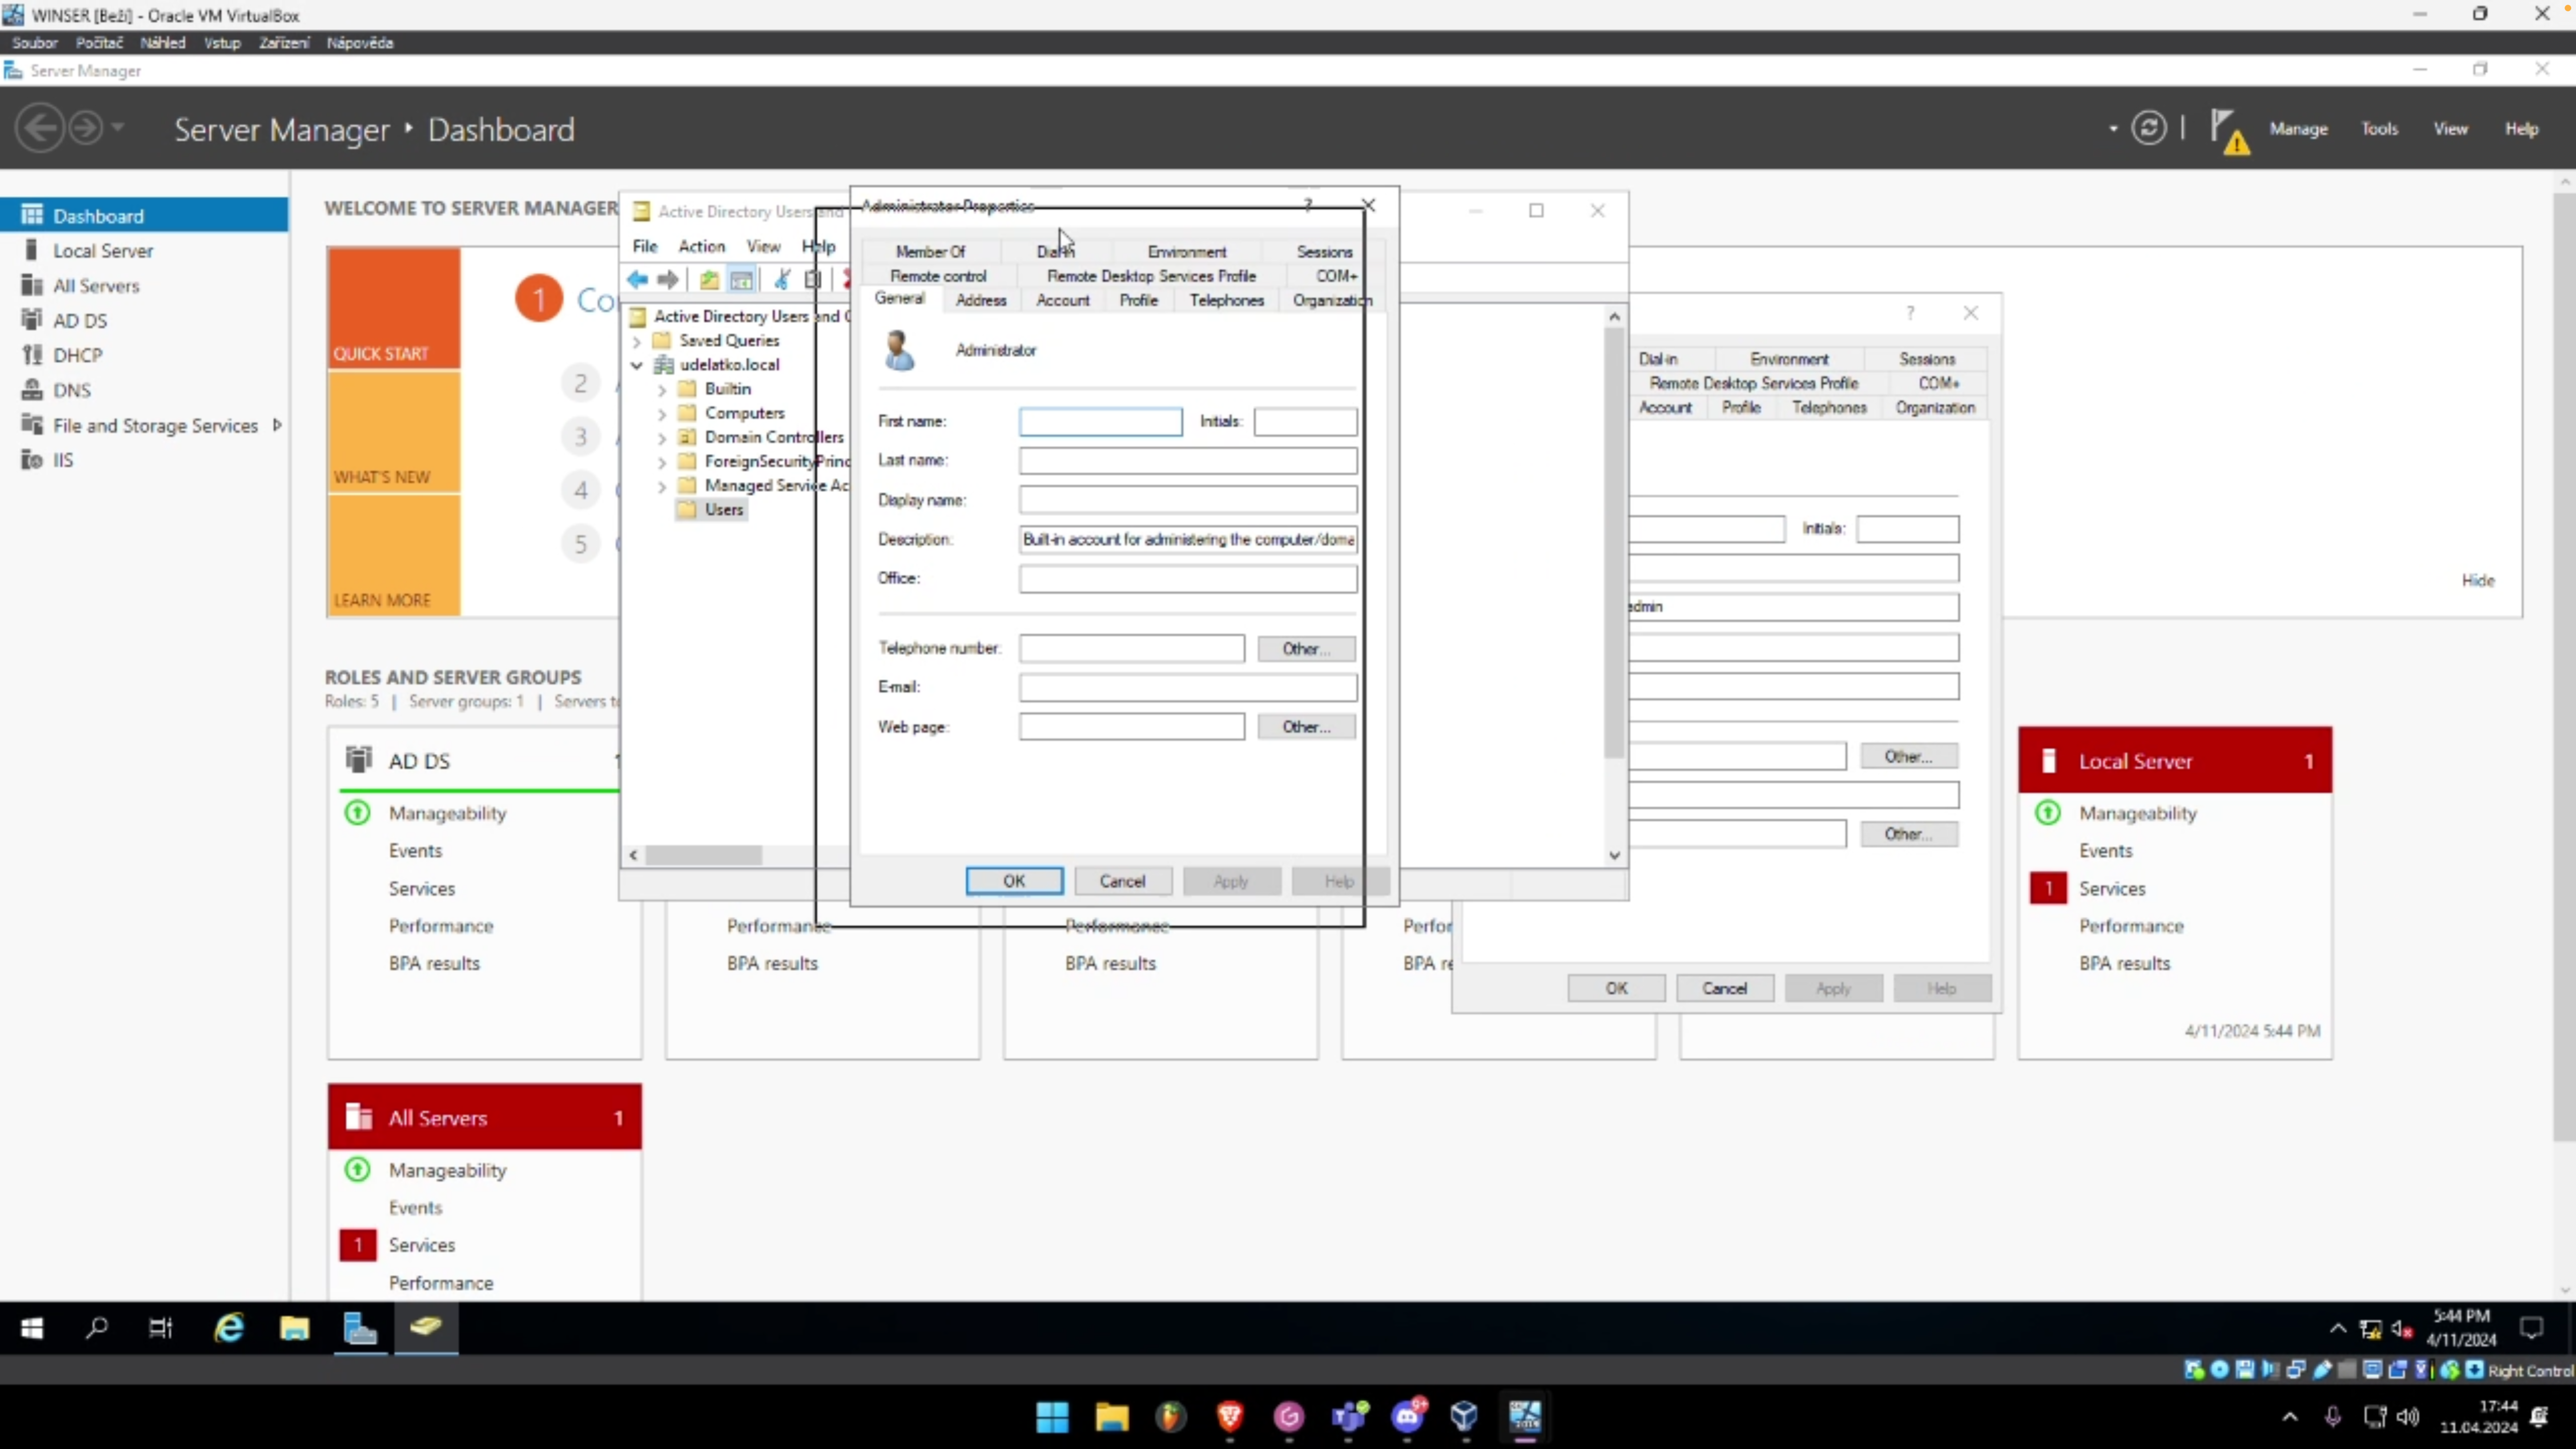 WINSER [Beží] - Oracle VM VirtualBox
Soubor Počítač Náhled Vstup Zařízení Nápověda
Server Manager
Server Manager Dashboard
Manage Tools View Help
Dashboard
Local Server
All Servers
AD DS
DHCP
DNS
File and Storage Services
IIS
WELCOME TO SERVER MANAGER
QUICK START
WHAT'S NEW
LEARN MORE
1
2
3
4
5
Hide
ROLES AND SERVER GROUPS
Roles: 5 | Server groups: 1 | Servers
AD DS
Manageability
Events
Services
Performance
BPA results
Performance
BPA results
Performance
BPA results
Local Server 1
Manageability
Events
1 Services
Performance
BPA results
4/11/2024 5:44 PM
All Servers 1
Manageability
Events
1 Services
Performance
Active Directory Users and
File Action View Help
Active Directory Users and
Saved Queries
udelatko.local
Builtin
Computers
Domain Controllers
ForeignSecurityPrinc
Managed Service Ac
Users
Administrator Properties
Member Of Dial-in Environment Sessions
Remote control Remote Desktop Services Profile COM+
General Address Account Profile Telephones Organization
Administrator
First name: Initials:
Last name:
Display name:
Description: Built-in account for administering the computer/doma
Office:
Telephone number: Other...
E-mail:
Web page: Other...
OK Cancel Apply Help
Dial-in Environment Sessions
Remote Desktop Services Profile COM+
Account Profile Telephones Organization
Initials:
admin
Other...
Other...
OK Cancel Apply Help
5:44 PM
4/11/2024
Right Control
9+
17:44
11.04.2024